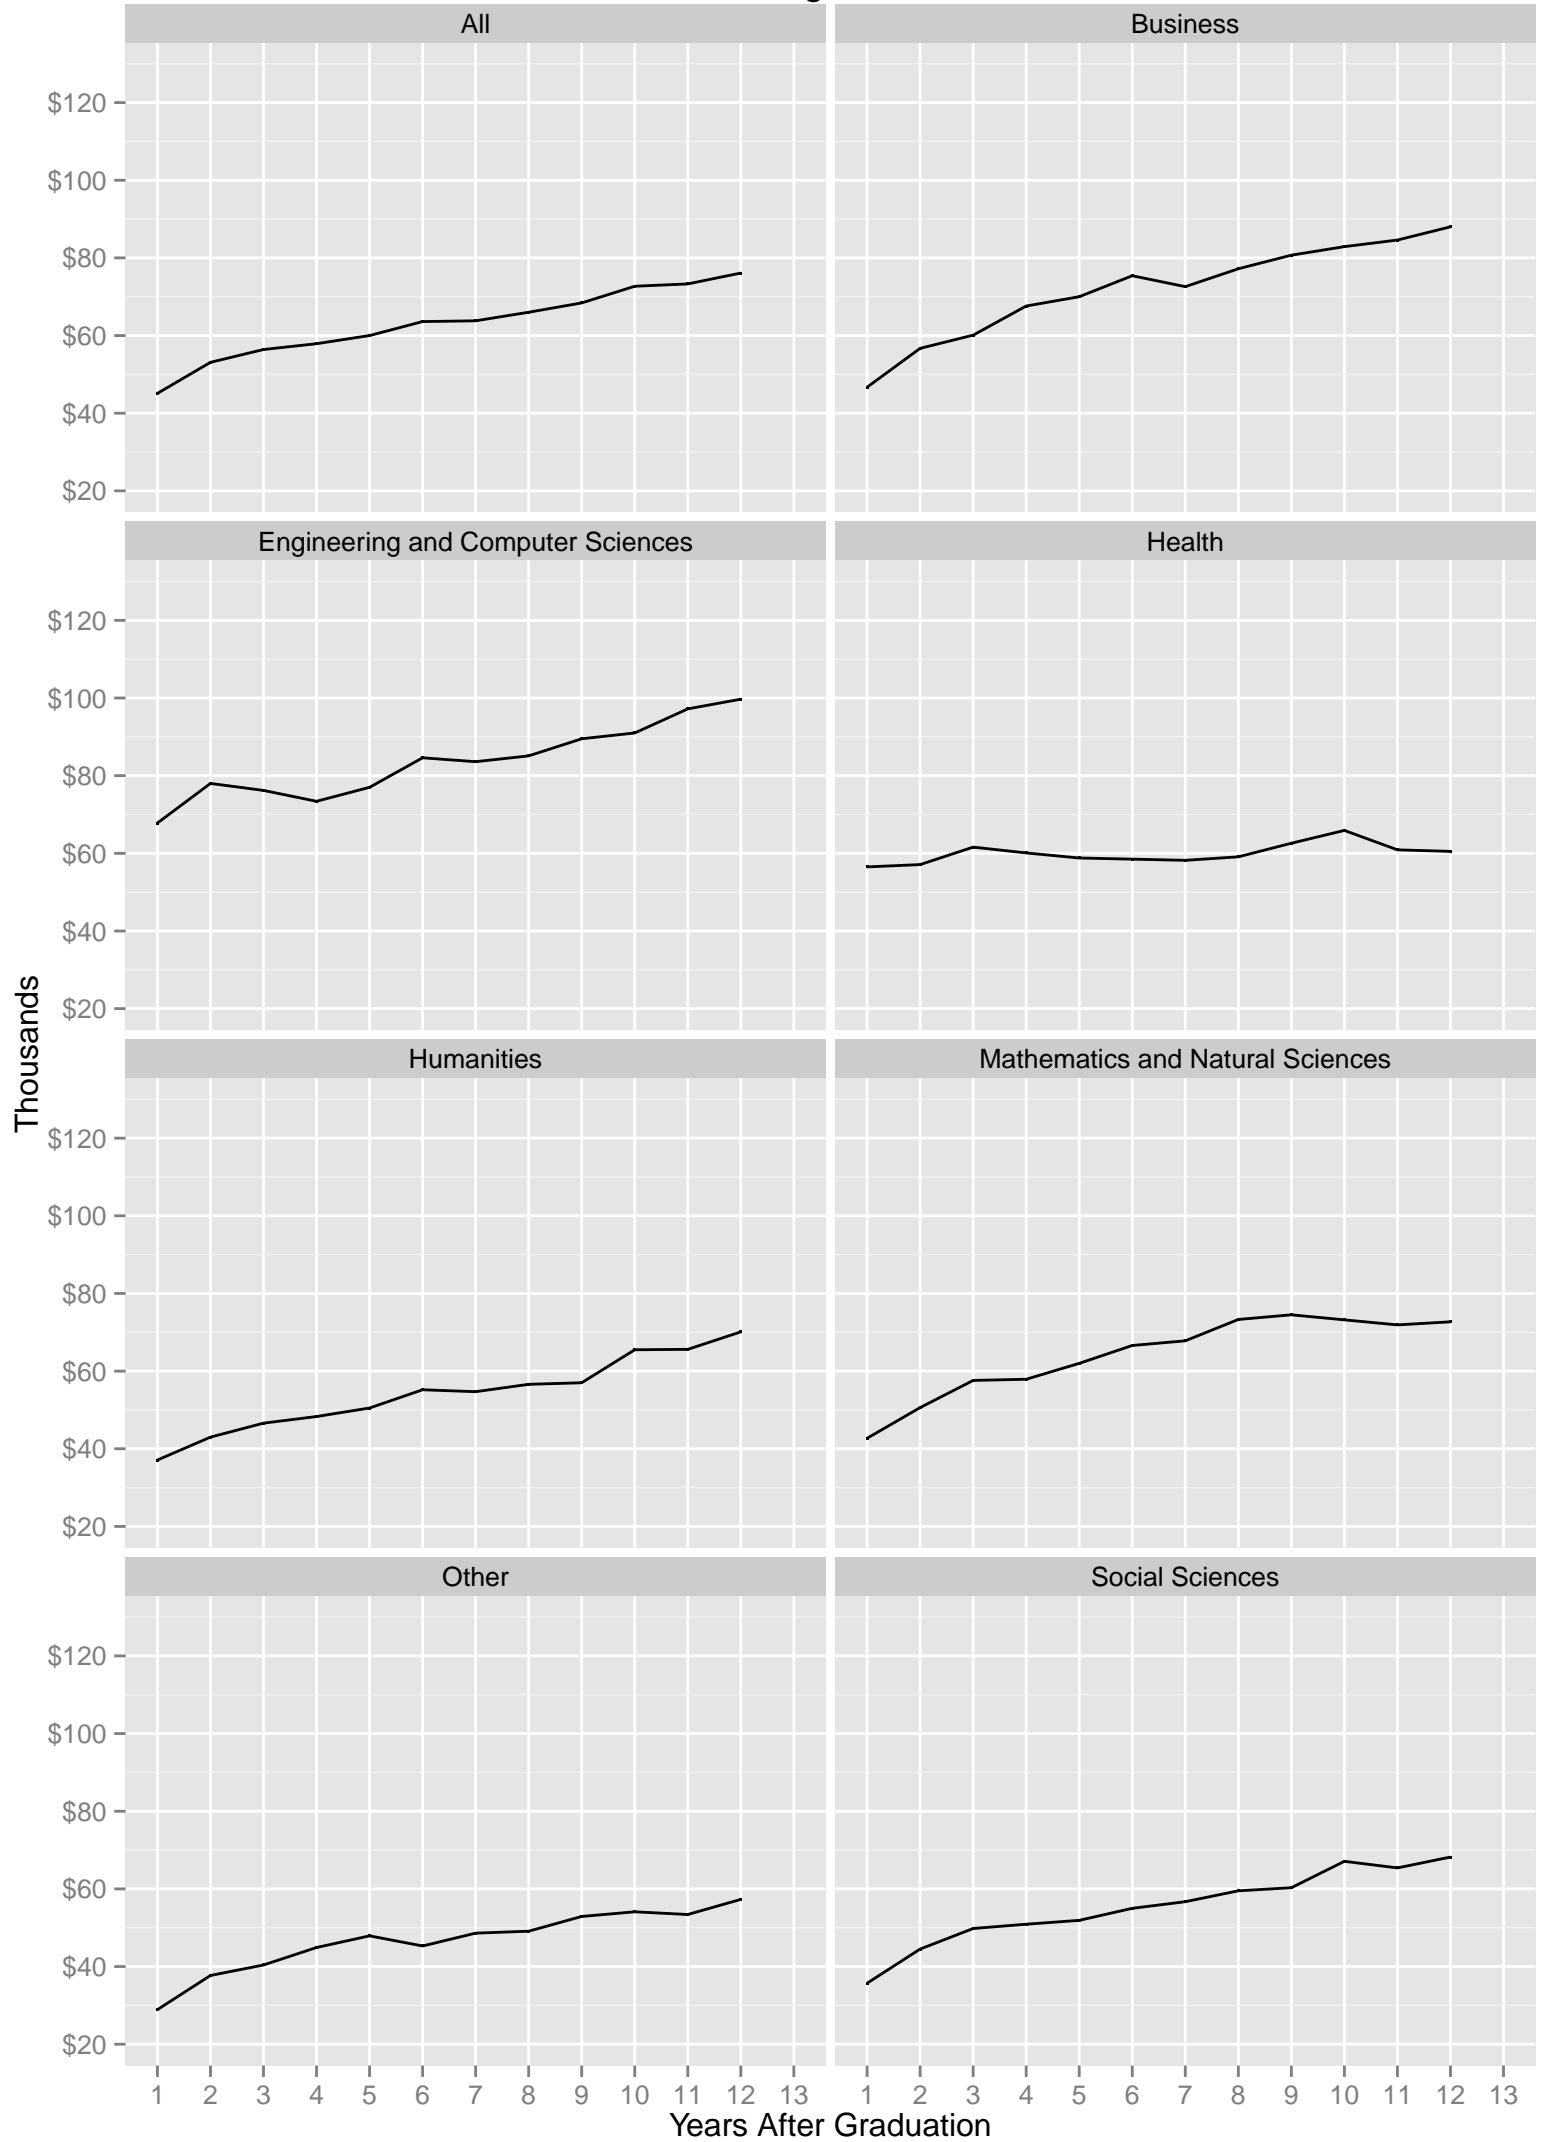 All
Business
$120
$100
$80
$60
$40
$20
Engineering and Computer Sciences
Health
$120
$100
$80
$60
$40
$20
Humanities
Mathematics and Natural Sciences
$120
$100
$80
$60
$40
$20
Other
Social Sciences
$120
$100
$80
$60
$40
$20
1 2 3 4 5 6 7 8 9 10 11 12 13
1 2 3 4 5 6 7 8 9 10 11 12 13
Years After Graduation
Thousands